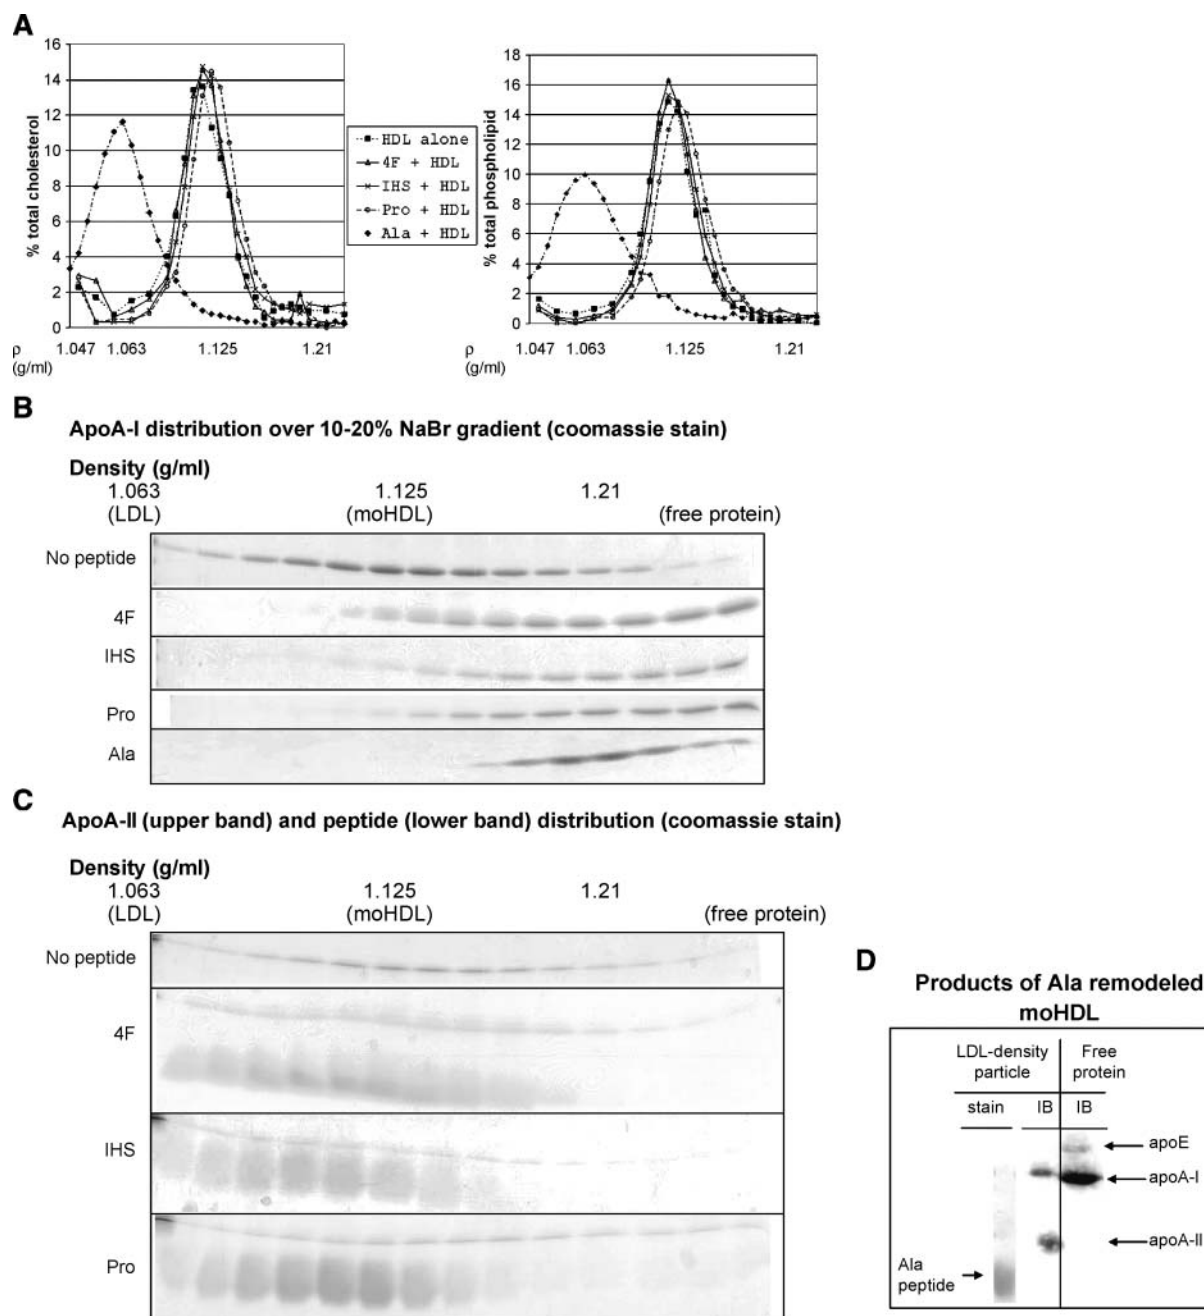 A
% total cholesterol
16
14
12
10
8
6
4
2
0
ρ
(g/ml)
1.047 1.063 1.125 1.21
HDL alone
4F + HDL
IHS + HDL
Pro + HDL
Ala + HDL
% total phospholipid
18
16
14
12
10
8
6
4
2
0
ρ
(g/ml)
1.047 1.063 1.125 1.21
B
ApoA-I distribution over 10-20% NaBr gradient (coomassie stain)
Density (g/ml)
1.063 1.125 1.21
(LDL) (moHDL) (free protein)
No peptide
4F
IHS
Pro
Ala
C
ApoA-II (upper band) and peptide (lower band) distribution (coomassie stain)
Density (g/ml)
1.063 1.125 1.21
(LDL) (moHDL) (free protein)
No peptide
4F
IHS
Pro
D
Products of Ala remodeled
moHDL
LDL-density Free
particle protein
stain IB IB
apoE
apoA-I
apoA-II
Ala
peptide